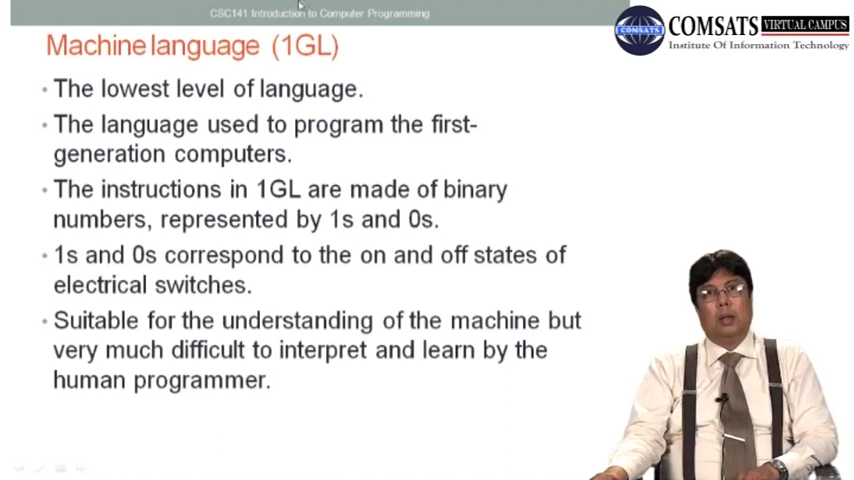 CSC141 Introduction to Computer Programming
COMSATS VIRTUAL CAMPUS
COMSATS
Institute Of Information Technology
Machine language (1GL)
• The lowest level of language.
• The language used to program the first-
generation computers.
• The instructions in 1GL are made of binary
numbers, represented by 1s and 0s.
• 1s and 0s correspond to the on and off states of
electrical switches.
• Suitable for the understanding of the machine but
very much difficult to interpret and learn by the
human programmer.